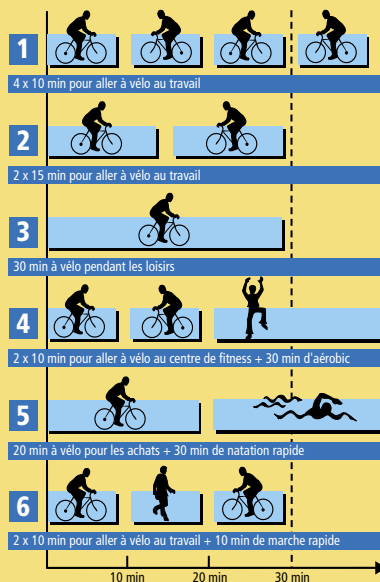 1
4 x 10 min pour aller à vélo au travail
2
2 x 15 min pour aller à vélo au travail
3
30 min à vélo pendant les loisirs
4
2 x 10 min pour aller à vélo au centre de fitness + 30 min d'aérobic
5
20 min à vélo pour les achats + 30 min de natation rapide
6
2 x 10 min pour aller à vélo au travail + 10 min de marche rapide
10 min 20 min 30 min